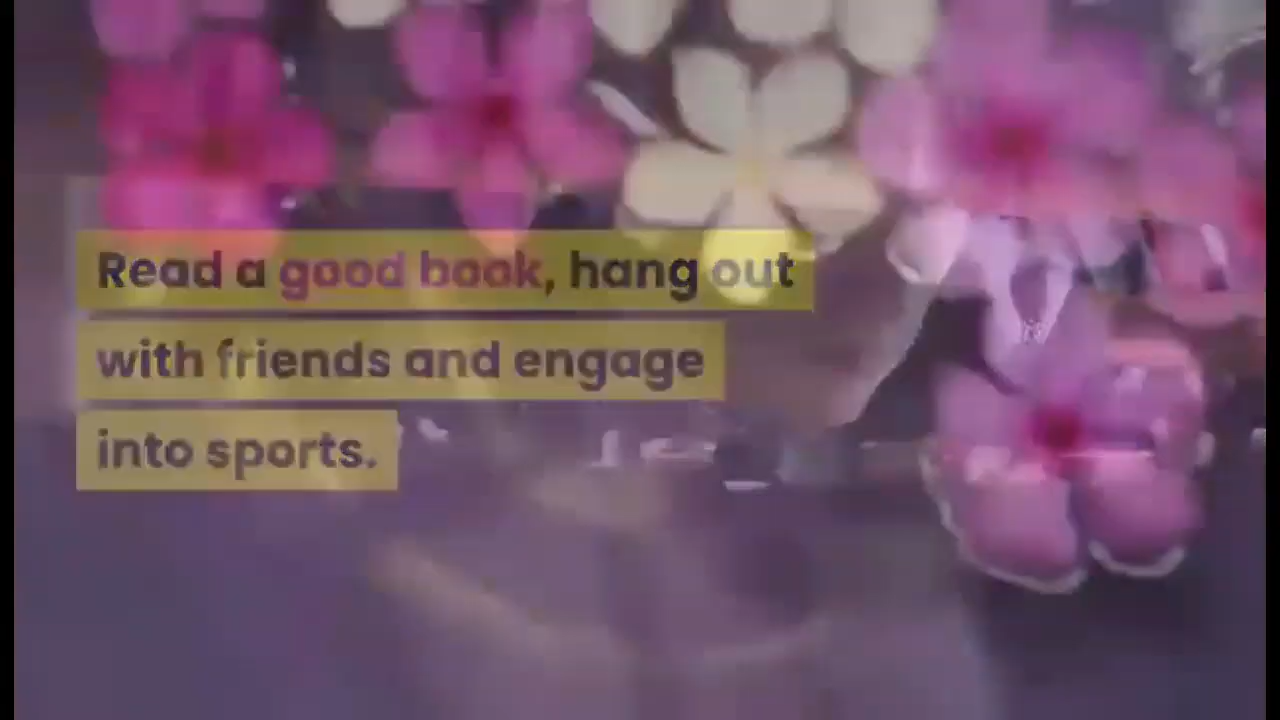 Read a good book, hang out
with friends and engage
into sports.